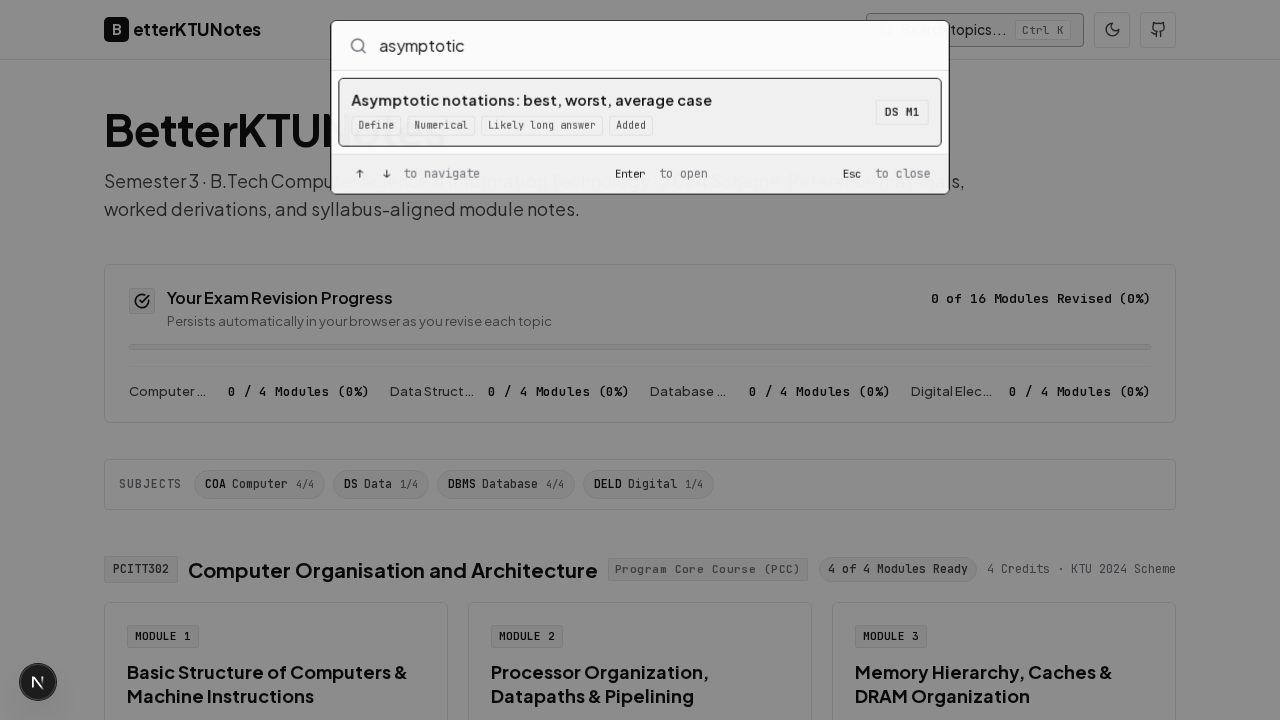 B etterKTUNotes
topics... Ctrl K
asymptotic
Asymptotic notations: best, worst, average case
Define Numerical Likely long answer Added
DS M1
↑ ↓ to navigate Enter to open Esc to close
BetterKTUNotes
Semester 3 · B.Tech Compu
worked derivations, and syllabus-aligned module notes.
Your Exam Revision Progress
0 of 16 Modules Revised (0%)
Persists automatically in your browser as you revise each topic
Computer ... 0 / 4 Modules (0%) Data Struct... 0 / 4 Modules (0%) Database ... 0 / 4 Modules (0%) Digital Elec... 0 / 4 Modules (0%)
SUBJECTS COA Computer 4/4 DS Data 1/4 DBMS Database 4/4 DELD Digital 1/4
PCITT302 Computer Organisation and Architecture Program Core Course (PCC) 4 of 4 Modules Ready 4 Credits · KTU 2024 Scheme
MODULE 1
Basic Structure of Computers &
Machine Instructions
MODULE 2
Processor Organization,
Datapaths & Pipelining
MODULE 3
Memory Hierarchy, Caches &
DRAM Organization
N